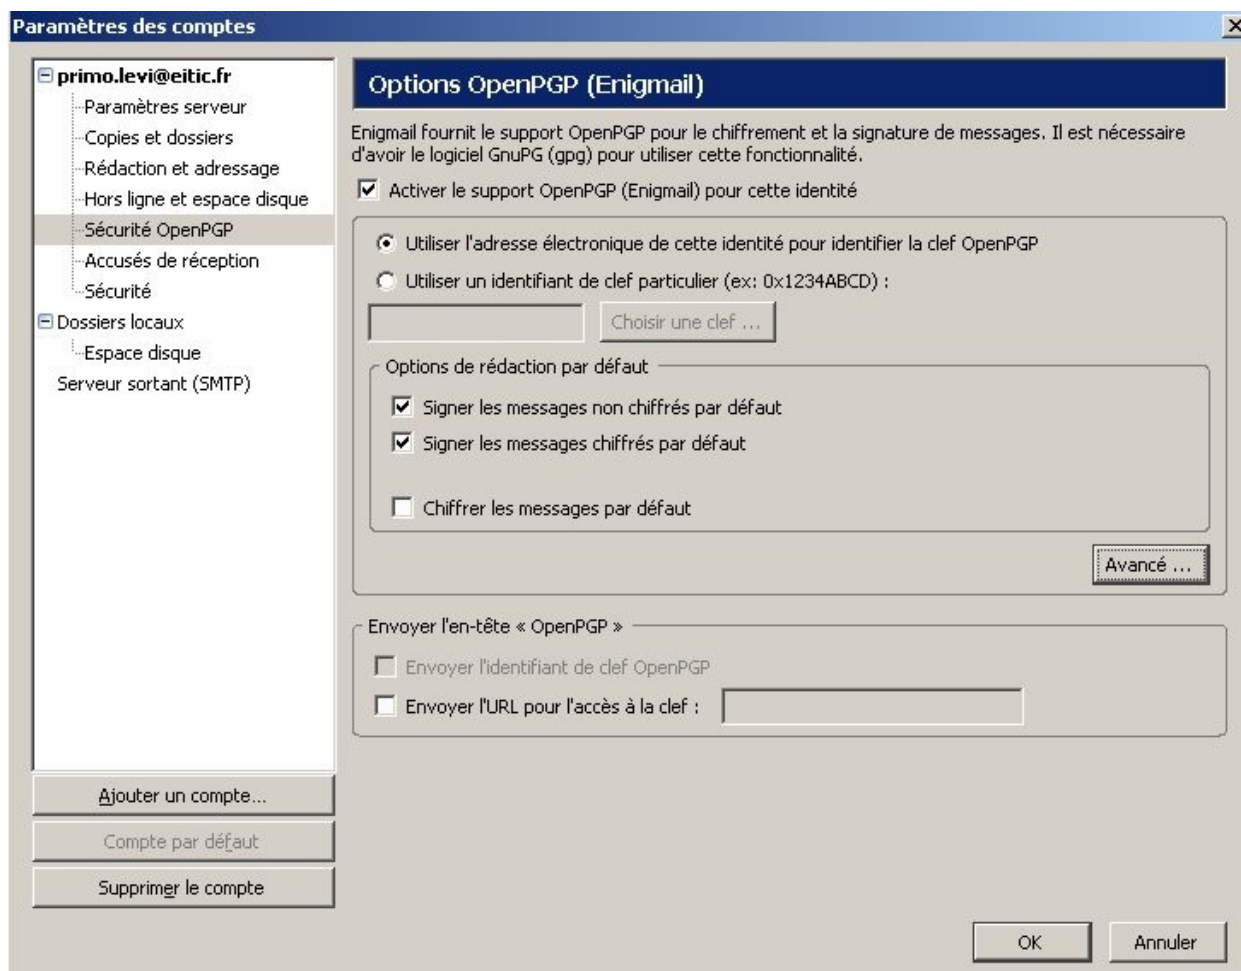 Paramètres des comptes
primo.levi@eitic.fr
Paramètres serveur
Copies et dossiers
Rédaction et adressage
Hors ligne et espace disque
Sécurité OpenPGP
Accusés de réception
Sécurité
Dossiers locaux
Espace disque
Serveur sortant (SMTP)
Ajouter un compte...
Compte par défaut
Supprimer le compte
Options OpenPGP (Enigmail)
Enigmail fournit le support OpenPGP pour le chiffrement et la signature de messages. Il est nécessaire
d'avoir le logiciel GnuPG (gpg) pour utiliser cette fonctionnalité.
Activer le support OpenPGP (Enigmail) pour cette identité
Utiliser l'adresse électronique de cette identité pour identifier la clef OpenPGP
Utiliser un identifiant de clef particulier (ex: 0x1234ABCD) :
Choisir une clef ...
Options de rédaction par défaut
Signer les messages non chiffrés par défaut
Signer les messages chiffrés par défaut
Chiffrer les messages par défaut
Avancé ...
Envoyer l'en-tête « OpenPGP »
Envoyer l'identifiant de clef OpenPGP
Envoyer l'URL pour l'accès à la clef :
OK
Annuler